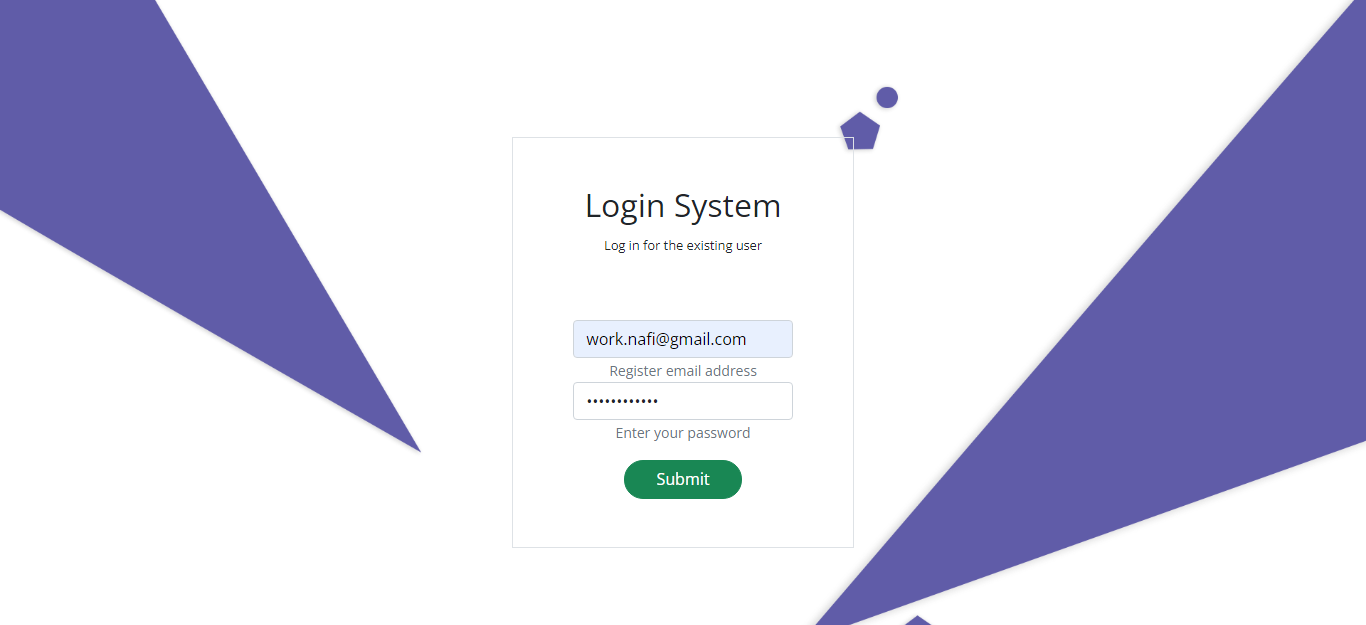 Login System
Log in for the existing user
work.nafi@gmail.com
Register email address
••••••••••••
Enter your password
Submit